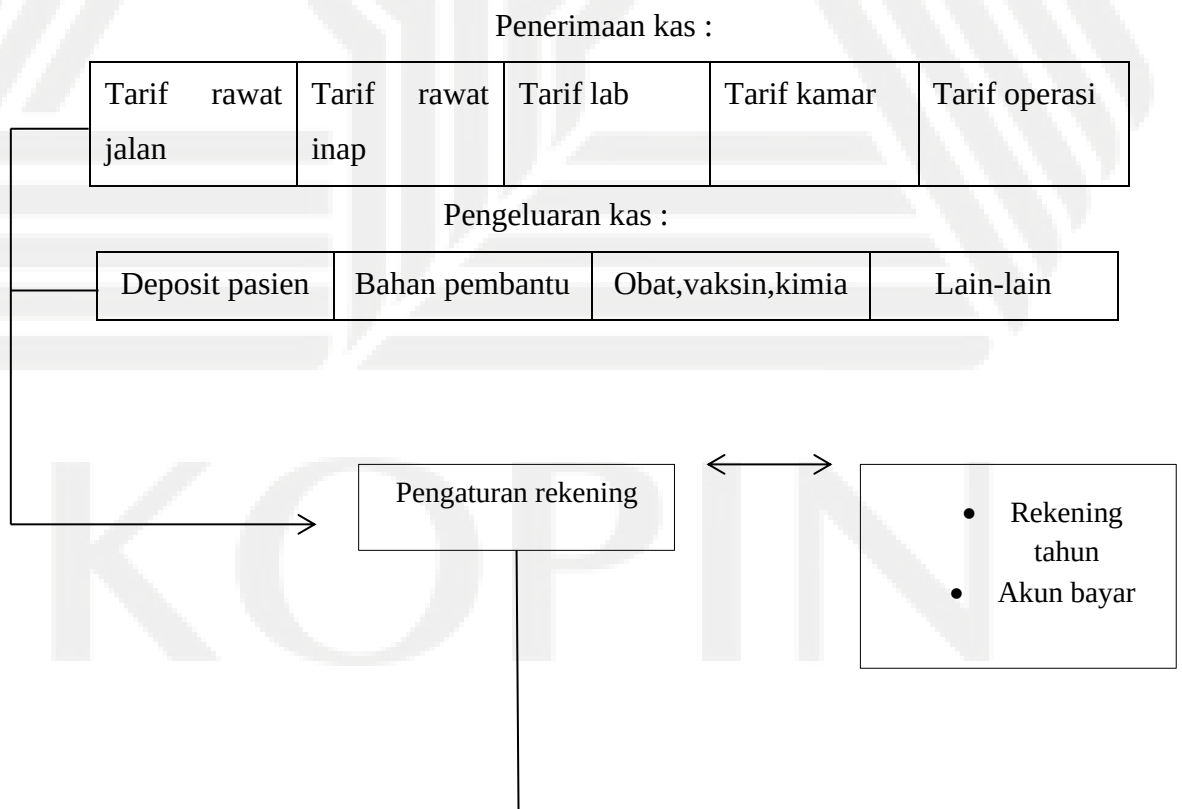 Penerimaan kas :
Tarif rawat jalan
Tarif rawat inap
Tarif lab
Tarif kamar
Tarif operasi
Pengeluaran kas :
Deposit pasien
Bahan pembantu
Obat,vaksin,kimia
Lain-lain
Pengaturan rekening
• Rekening
tahun
• Akun bayar
KOPIN